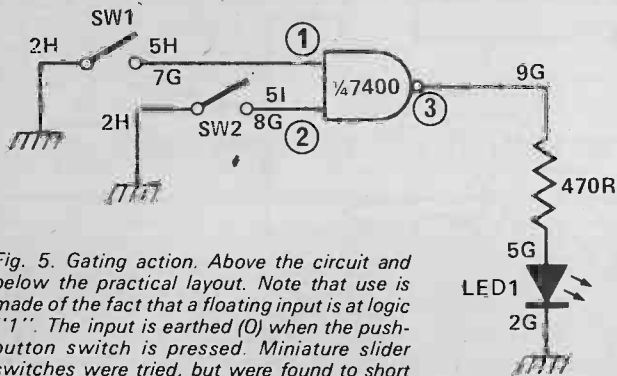 SW1
2H
5H
7G
1
¼7400
9G
3
2H
SW2
5I
8G
2
470R
5G
LED1
2G
Fig. 5. Gating action. Above the circuit and
below the practical layout. Note that use is
made of the fact that a floating input is at logic
"1". The input is earthed (0) when the push-
button switch is pressed. Miniature slider
switches were tried, but were found to short